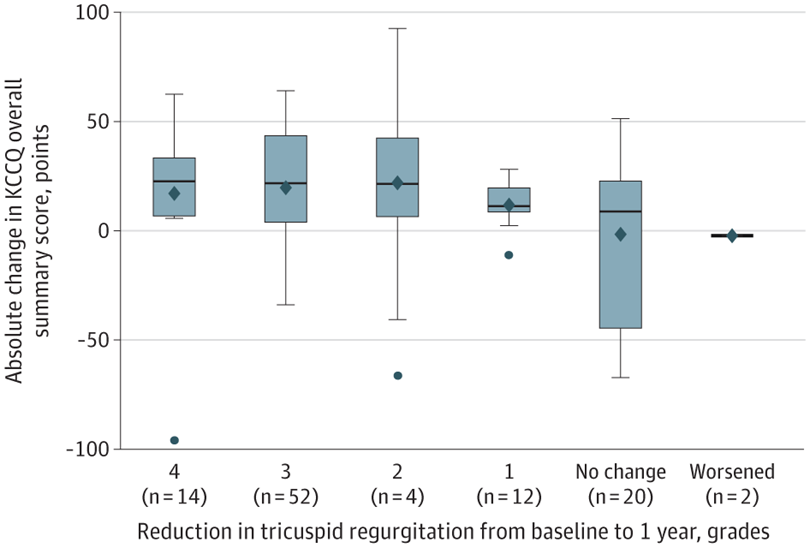 Absolute change in KCCQ overall
summary score, points
100
50
0
-50
-100
4 3 2 1 No change Worsened
(n=14) (n=52) (n=4) (n=12) (n=20) (n=2)
Reduction in tricuspid regurgitation from baseline to 1 year, grades